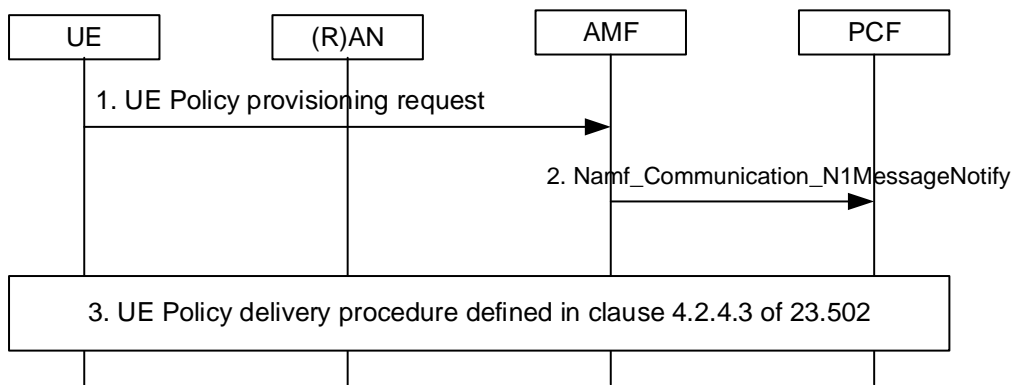 UE
(R)AN
AMF
PCF
1. UE Policy provisioning request
2. Namf_Communication_N1MessageNotify
3. UE Policy delivery procedure defined in clause 4.2.4.3 of 23.502